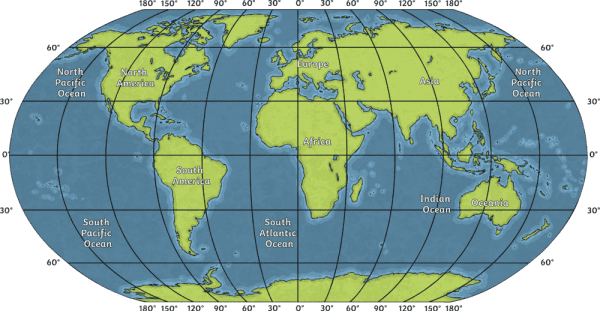 180° 150° 120° 90° 60° 30° 0° 30° 60° 90° 120° 150° 180°
60° 60°
North
Pacific
Ocean
North
America
Europe
Asia
North
Pacific
Ocean
30° 30°
Africa
0° 0°
South
America
Indian
Ocean
Oceania
30° 30°
South
Pacific
Ocean
South
Atlantic
Ocean
60° 60°
180° 150° 120° 90° 60° 30° 0° 30° 60° 90° 120° 150° 180°